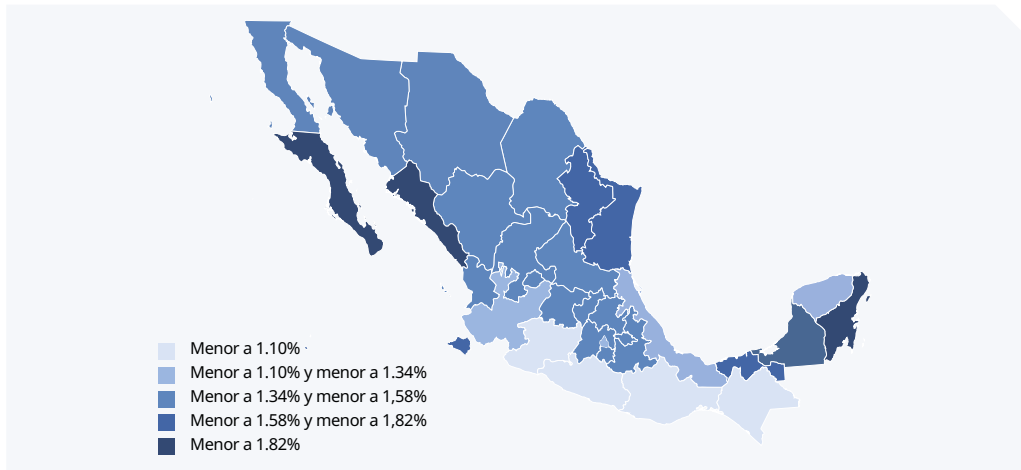 Menor a 1.10%
Menor a 1.10% y menor a 1.34%
Menor a 1.34% y menor a 1,58%
Menor a 1.58% y menor a 1,82%
Menor a 1.82%